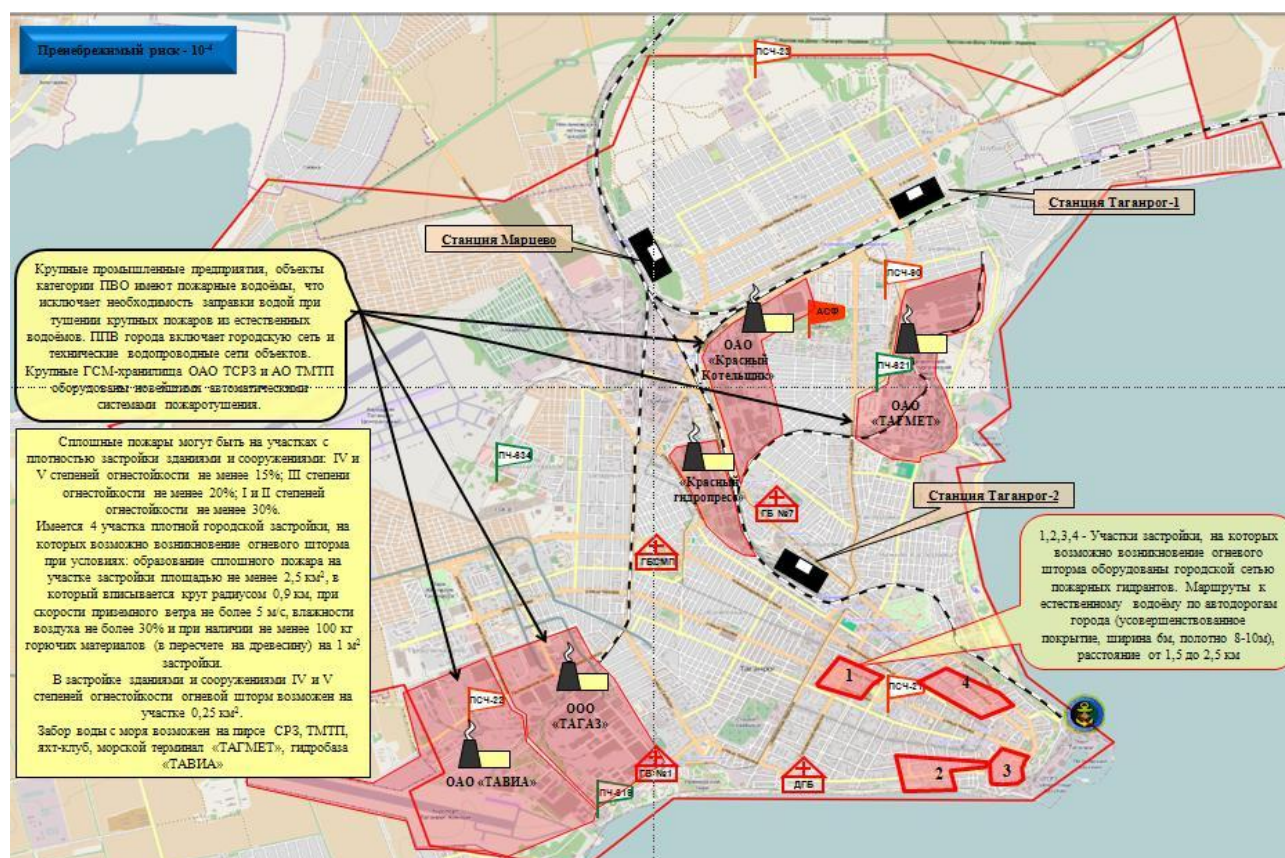 Пренебрежимый риск - 10⁻⁴
ПСЧ-23
Станция Таганрог-1
Станция Марцево
ПСЧ-80
АСФ
Крупные промышленные предприятия, объекты
категории ПВО имеют пожарные водоёмы, что
исключает необходимость заправки водой при
тушении крупных пожаров из естественных
водоёмов. ППВ города включает городскую сеть и
технические водопроводные сети объектов.
Крупные ГСМ-хранилища ОАО ТСРЗ и АО ТМТП
оборудованы новейшими автоматическими
системами пожаротушения.
ОАО
«Красный
Котельщик»
ПЧ-621
ОАО
«ТАГМЕТ»
Сплошные пожары могут быть на участках с
плотностью застройки зданиями и сооружениями: IV и
V степеней огнестойкости не менее 15%; III степени
огнестойкости не менее 20%; I и II степеней
огнестойкости не менее 30%.
Имеется 4 участка плотной городской застройки, на
которых возможно возникновение огневого шторма
при условиях: образование сплошного пожара на
участке застройки площадью не менее 2,5 км², в
который вписывается круг радиусом 0,9 км, при
скорости приземного ветра не более 5 м/с, влажности
воздуха не более 30% и при наличии не менее 100 кг
горючих материалов (в пересчете на древесину) на 1 м²
застройки.
В застройке зданиями и сооружениями IV и V
степеней огнестойкости огневой шторм возможен на
участке 0,25 км².
Забор воды с моря возможен на пирсе СРЗ, ТМТП,
яхт-клуб, морской терминал «ТАГМЕТ», гидробаза
«ТАВИА»
ПЧ-634
«Красный
гидропресс»
ГБ №7
Станция Таганрог-2
ГБСМП
1,2,3,4 - Участки застройки, на которых
возможно возникновение огневого
шторма оборудованы городской сетью
пожарных гидрантов. Маршруты к
естественному водоёму по автодорогам
города (усовершенствованное
покрытие, ширина 6м, полотно 8-10м),
расстояние от 1,5 до 2,5 км
1
ПСЧ-21
4
ПСЧ-22
ООО
«ТАГАЗ»
ОАО «ТАВИА»
ГБ №1
ПЧ-619
ДГБ
2
3